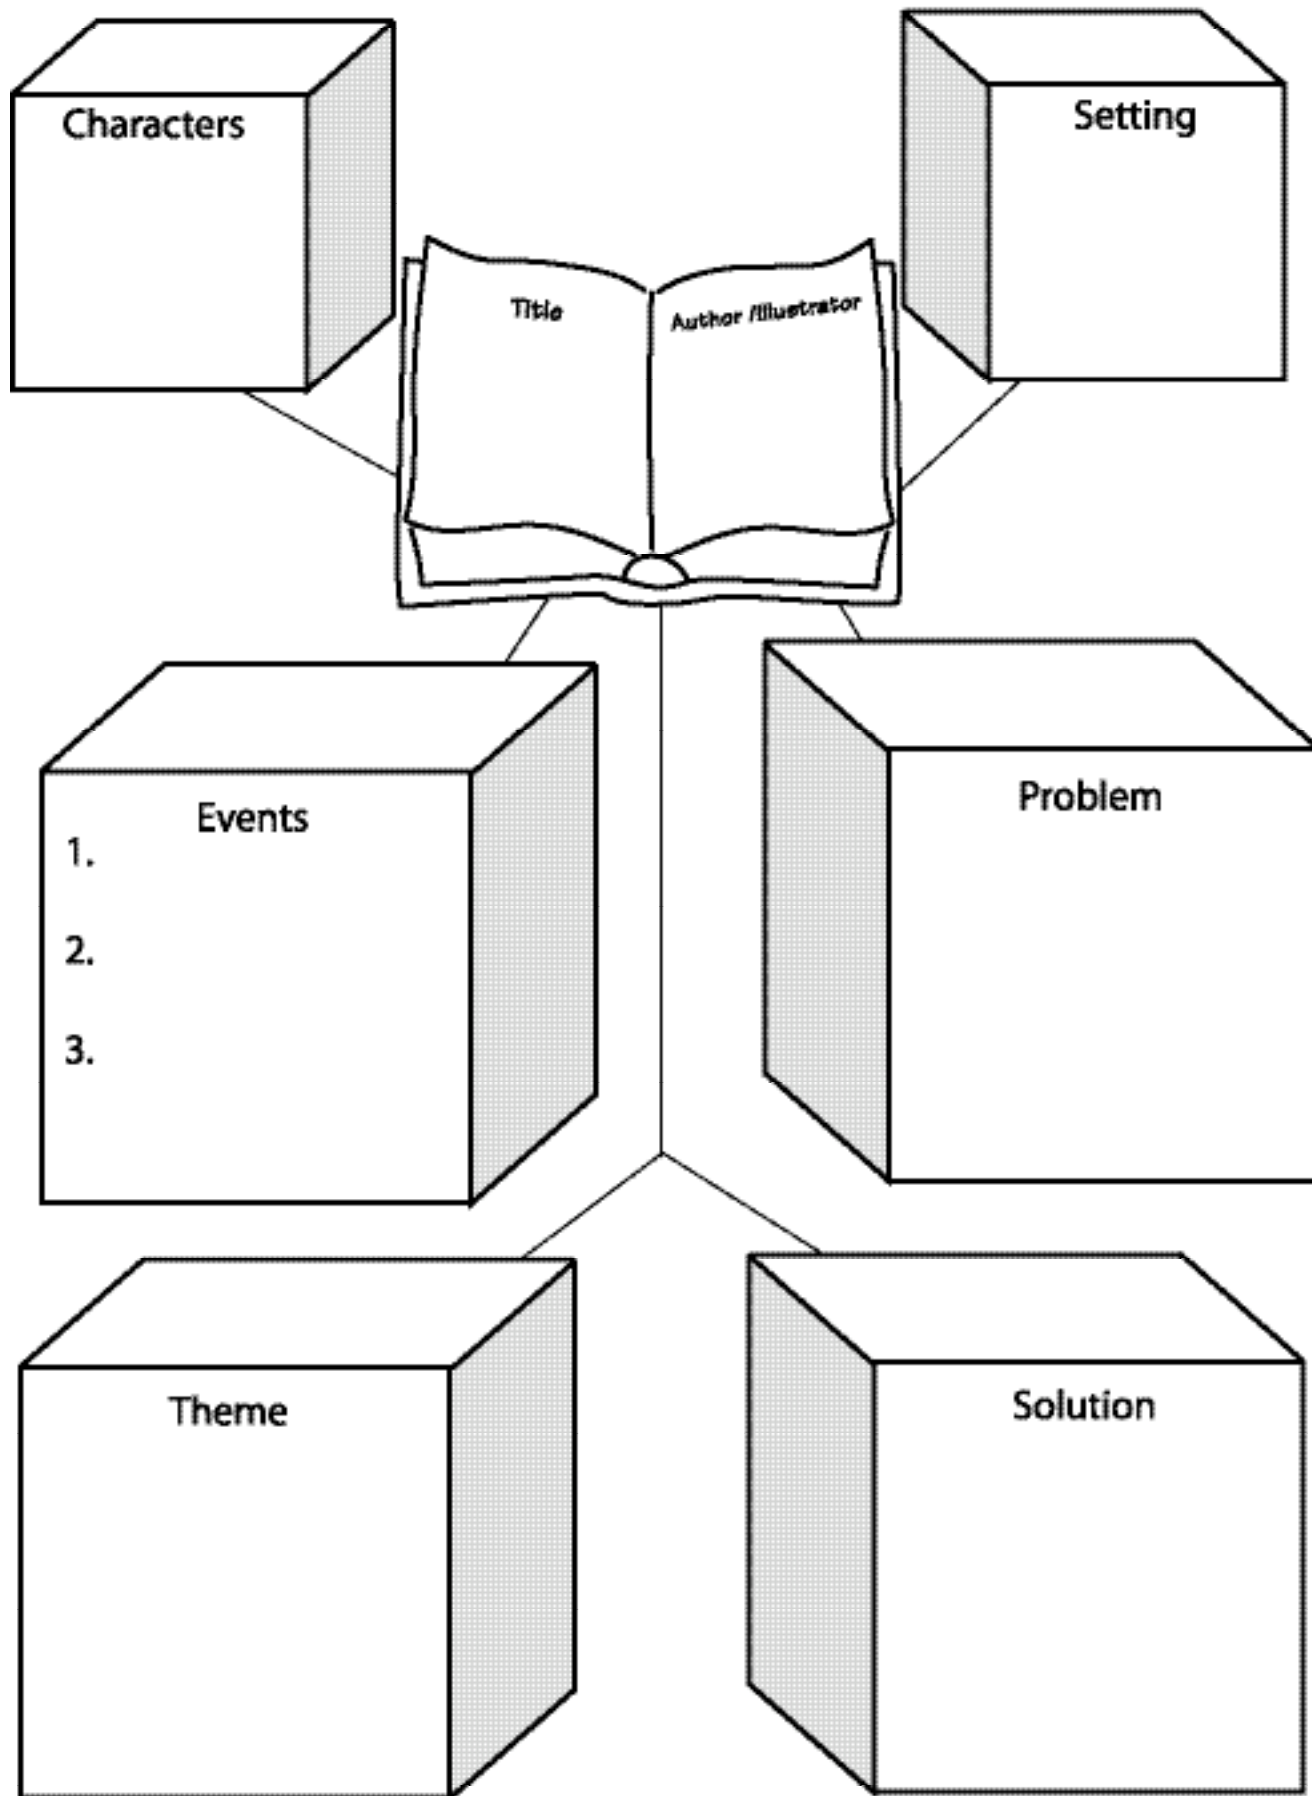 Characters
Setting
Title
Author /Illustrator
Events
1.
2.
3.
Problem
Theme
Solution